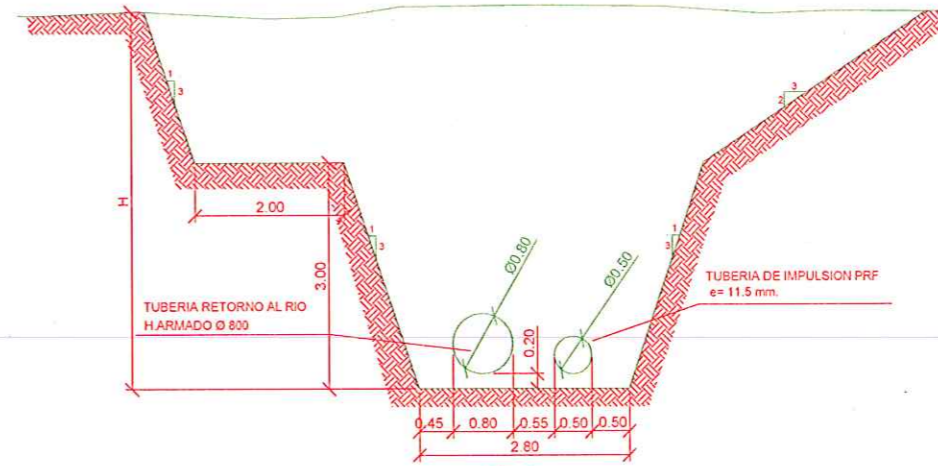 1
3
3
2
H
2.00
1
3
1
3
3.00
Ø0.80
Ø0.50
TUBERIA DE IMPULSION PRF
e= 11.5 mm.
TUBERIA RETORNO AL RIO
H.ARMADO Ø 800
0.20
0.45 0.80 0.55 0.50 0.50
2.80